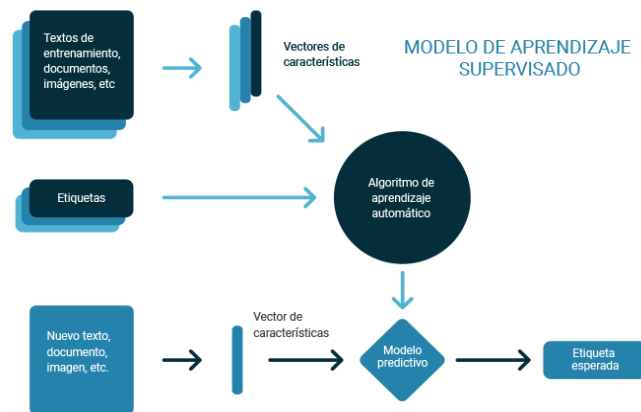 Textos de
entrenamiento,
documentos,
imágenes, etc
Vectores de
características
MODELO DE APRENDIZAJE
SUPERVISADO
Etiquetas
Algoritmo de
aprendizaje
automático
Nuevo texto,
documento,
imagen, etc.
Vector de
características
Modelo
predictivo
Etiqueta
esperada